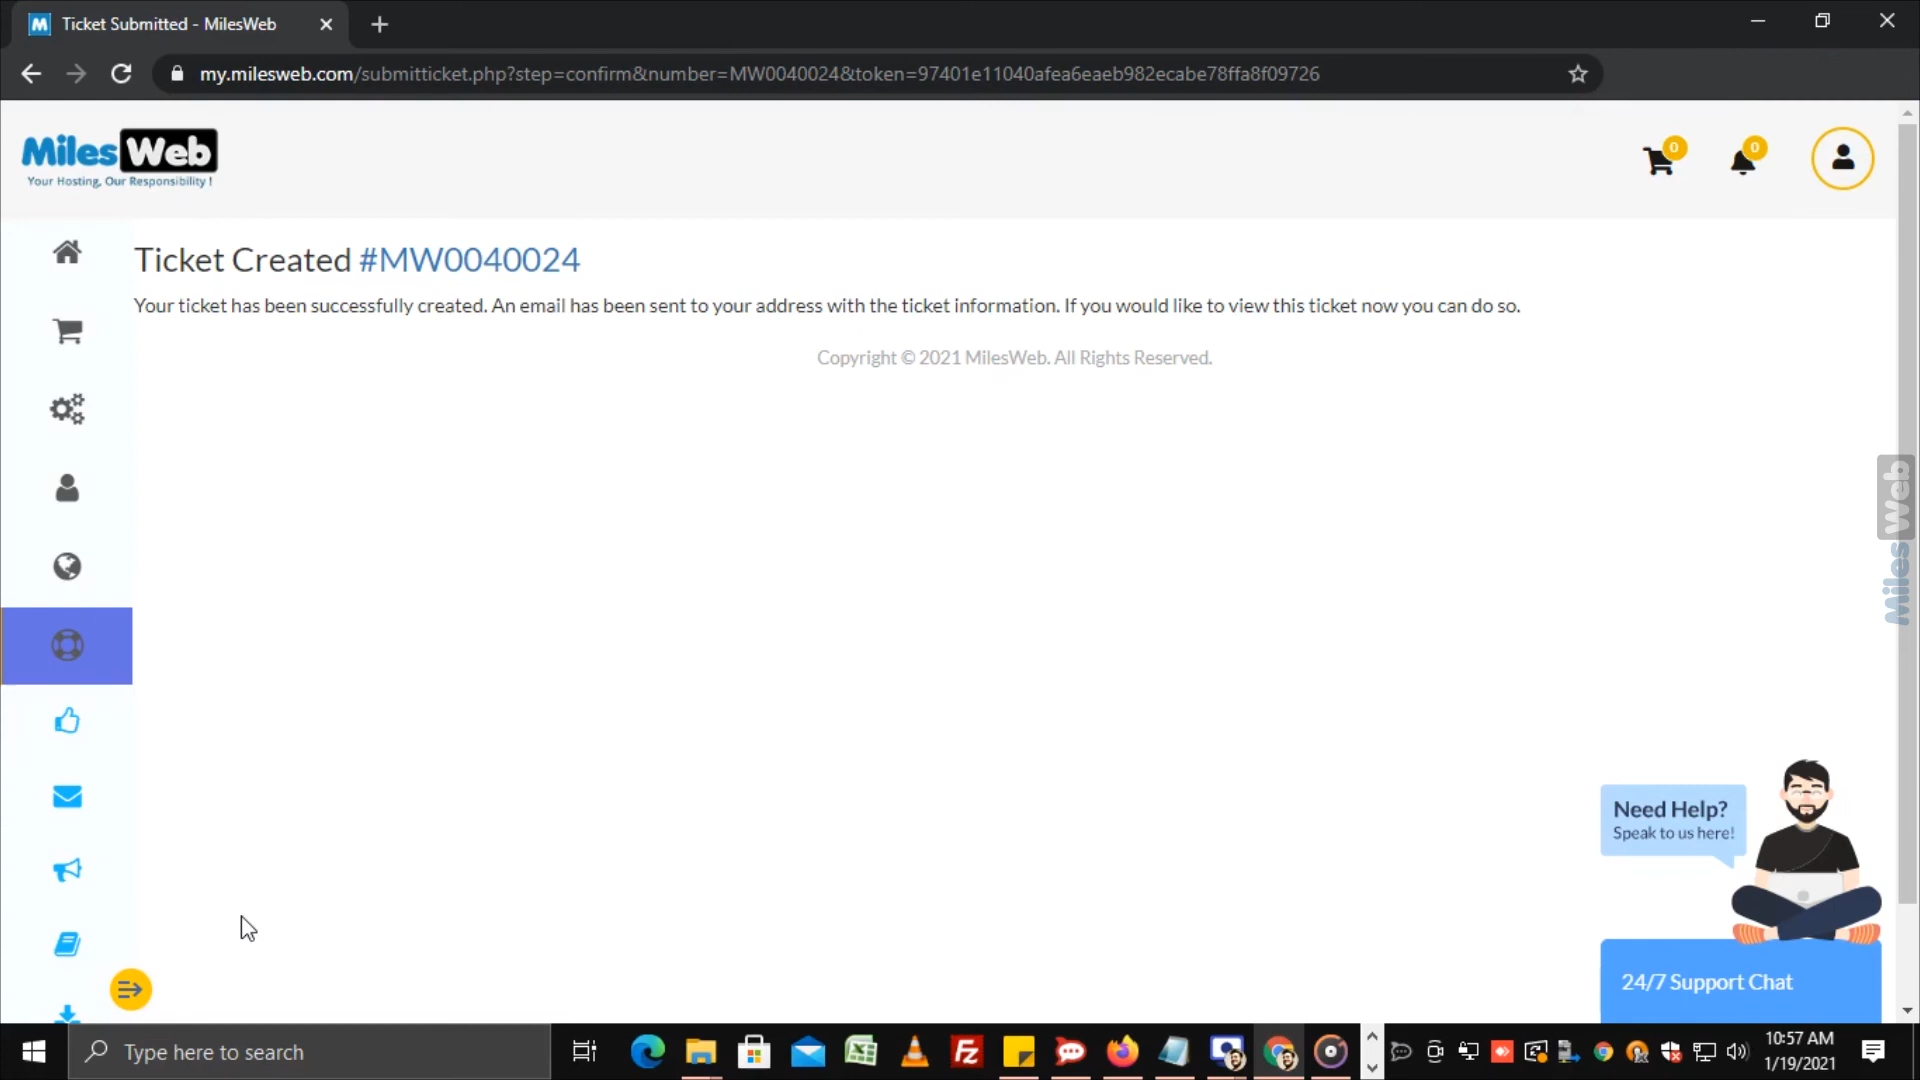 Ticket Submitted - MilesWeb
my.milesweb.com/submitticket.php?step=confirm&number=MW0040024&token=97401e11040afea6eaeb982ecabe78ffa8f09726
MilesWeb
Your Hosting, Our Responsibility !
0
0
Ticket Created #MW0040024
Your ticket has been successfully created. An email has been sent to your address with the ticket information. If you would like to view this ticket now you can do so.
Copyright © 2021 MilesWeb. All Rights Reserved.
MilesWeb
Need Help?
Speak to us here!
24/7 Support Chat
Type here to search
10:57 AM
1/19/2021